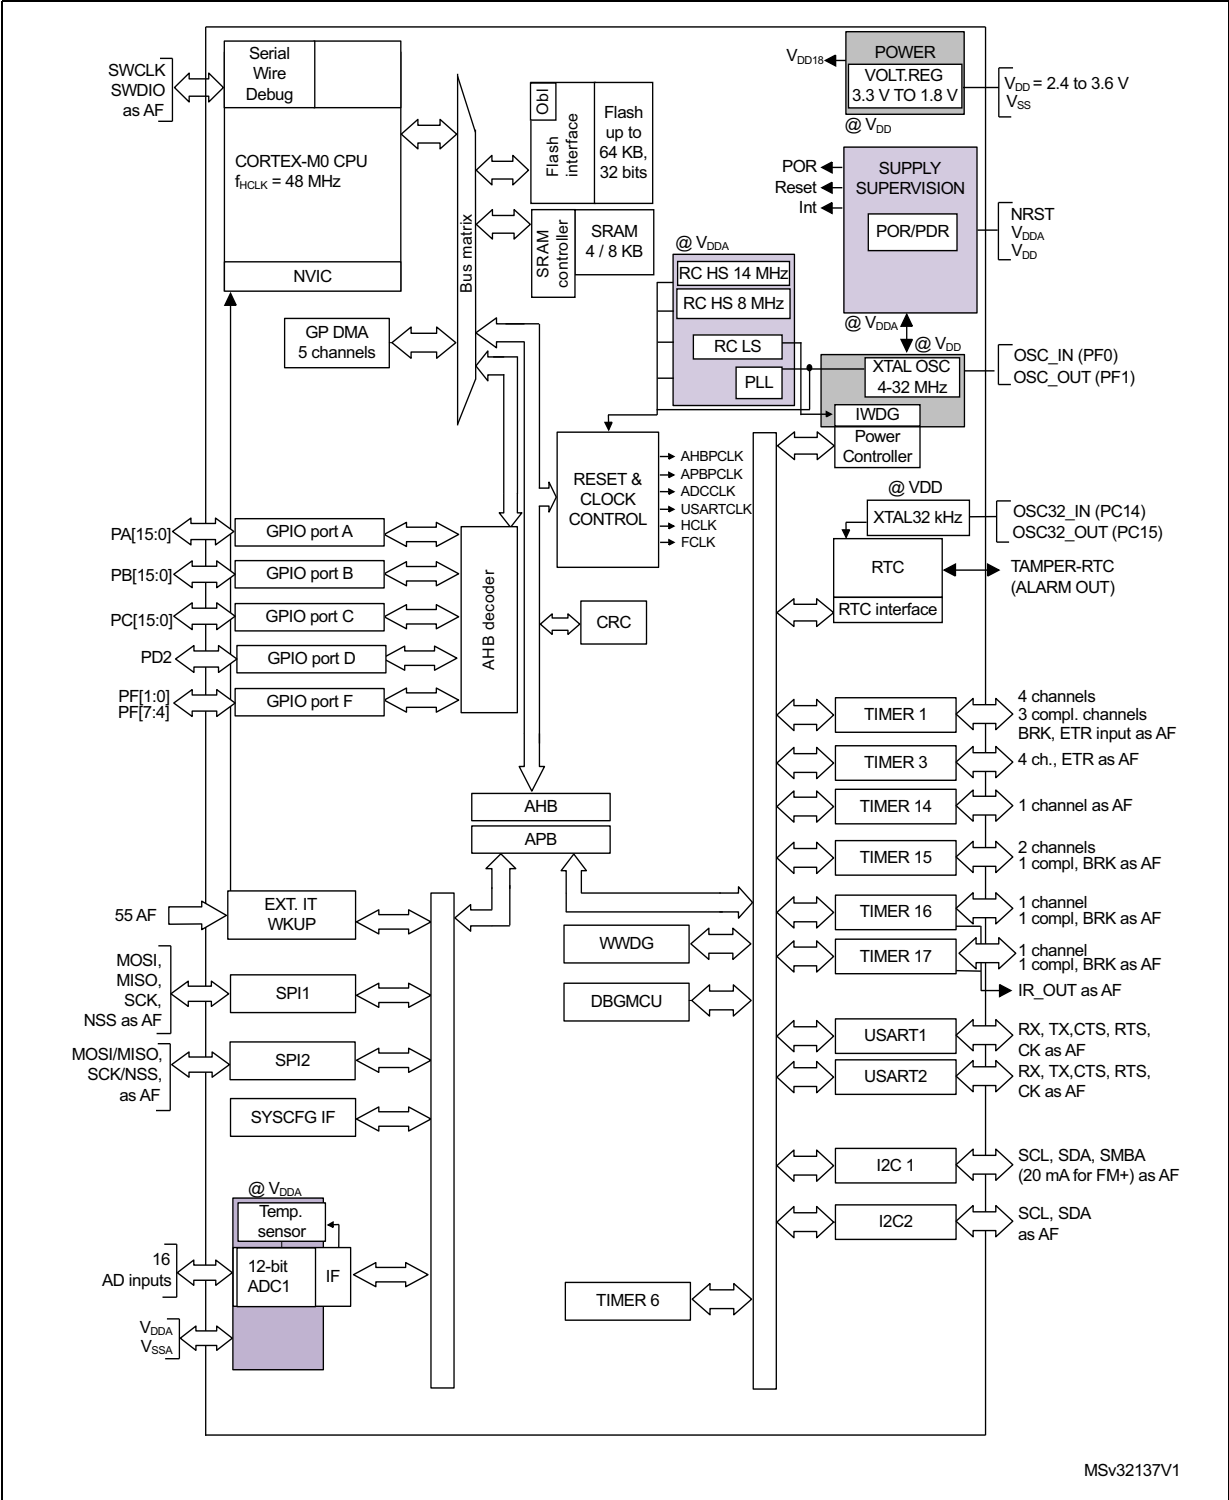 SWCLK
SWDIO
as AF
Serial
Wire
Debug
CORTEX-M0 CPU
fHCLK = 48 MHz
NVIC
GP DMA
5 channels
Bus matrix
Obl
Flash
interface
Flash
up to
64 KB,
32 bits
SRAM
controller
SRAM
4 / 8 KB
VDD18
POWER
VOLT.REG
3.3 V TO 1.8 V
@ VDD
VDD = 2.4 to 3.6 V
VSS
POR
Reset
Int
SUPPLY
SUPERVISION
POR/PDR
NRST
VDDA
VDD
@ VDDA
RC HS 14 MHz
RC HS 8 MHz
RC LS
PLL
@ VDDA
@ VDD
XTAL OSC
4-32 MHz
OSC_IN (PF0)
OSC_OUT (PF1)
IWDG
Power
Controller
RESET &
CLOCK
CONTROL
AHBPCLK
APBPCLK
ADCCLK
USARTCLK
HCLK
FCLK
@ VDD
XTAL32 kHz
OSC32_IN (PC14)
OSC32_OUT (PC15)
RTC
RTC interface
TAMPER-RTC
(ALARM OUT)
PA[15:0]
GPIO port A
PB[15:0]
GPIO port B
PC[15:0]
GPIO port C
PD2
GPIO port D
PF[1:0]
PF[7:4]
GPIO port F
AHB decoder
CRC
AHB
APB
TIMER 1
4 channels
3 compl. channels
BRK, ETR input as AF
TIMER 3
4 ch., ETR as AF
TIMER 14
1 channel as AF
TIMER 15
2 channels
1 compl, BRK as AF
TIMER 16
1 channel
1 compl, BRK as AF
TIMER 17
1 channel
1 compl, BRK as AF
IR_OUT as AF
55 AF
EXT. IT
WKUP
WWDG
MOSI,
MISO,
SCK,
NSS as AF
SPI1
DBGMCU
MOSI/MISO,
SCK/NSS,
as AF
SPI2
SYSCFG IF
USART1
RX, TX,CTS, RTS,
CK as AF
USART2
RX, TX,CTS, RTS,
CK as AF
I2C 1
SCL, SDA, SMBA
(20 mA for FM+) as AF
I2C2
SCL, SDA
as AF
@ VDDA
Temp.
sensor
16
AD inputs
12-bit
ADC1
IF
VDDA
VSSA
TIMER 6
MSv32137V1